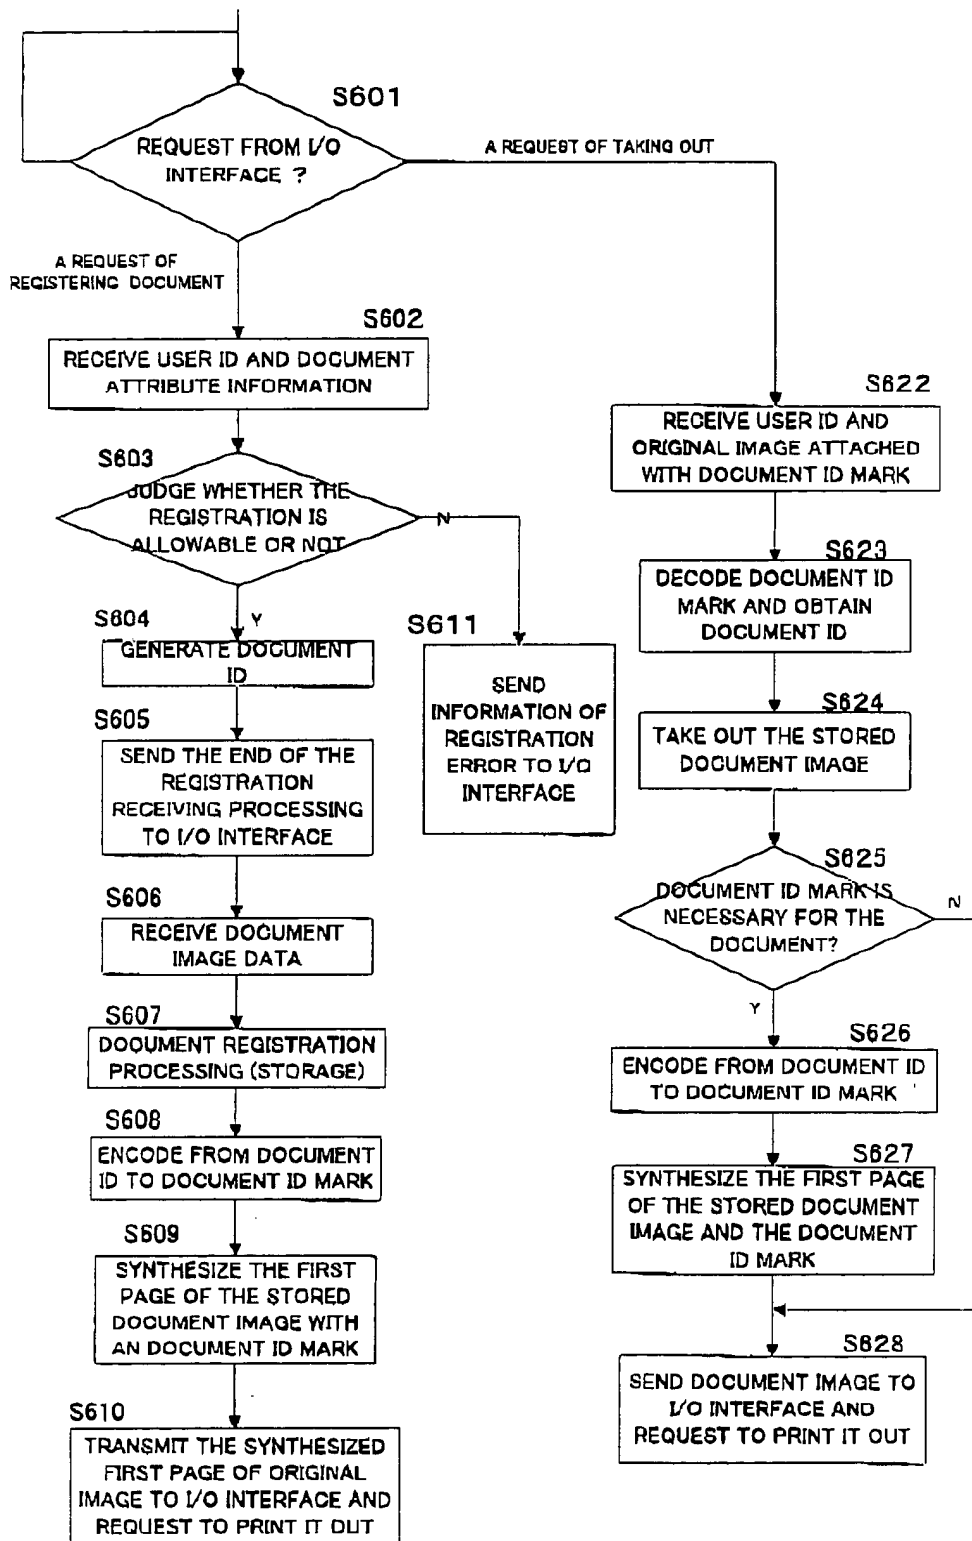 S601
REQUEST FROM I/O
INTERFACE ?
A REQUEST OF TAKING OUT
A REQUEST OF
REGISTERING DOCUMENT
S602
RECEIVE USER ID AND DOCUMENT
ATTRIBUTE INFORMATION
S603
JUDGE WHETHER THE
REGISTRATION IS
ALLOWABLE OR NOT
N
Y
S604
GENERATE DOCUMENT
ID
S605
SEND THE END OF THE
REGISTRATION
RECEIVING PROCESSING
TO I/O INTERFACE
S606
RECEIVE DOCUMENT
IMAGE DATA
S607
DOCUMENT REGISTRATION
PROCESSING (STORAGE)
S608
ENCODE FROM DOCUMENT
ID TO DOCUMENT ID MARK
S609
SYNTHESIZE THE FIRST
PAGE OF THE STORED
DOCUMENT IMAGE WITH
AN DOCUMENT ID MARK
S610
TRANSMIT THE SYNTHESIZED
FIRST PAGE OF ORIGINAL
IMAGE TO I/O INTERFACE AND
REQUEST TO PRINT IT OUT
S611
SEND
INFORMATION OF
REGISTRATION
ERROR TO I/O
INTERFACE
S622
RECEIVE USER ID AND
ORIGINAL IMAGE ATTACHED
WITH DOCUMENT ID MARK
S623
DECODE DOCUMENT ID
MARK AND OBTAIN
DOCUMENT ID
S624
TAKE OUT THE STORED
DOCUMENT IMAGE
S625
DOCUMENT ID MARK IS
NECESSARY FOR THE
DOCUMENT?
N
Y
S626
ENCODE FROM DOCUMENT ID
TO DOCUMENT ID MARK
S627
SYNTHESIZE THE FIRST PAGE
OF THE STORED DOCUMENT
IMAGE AND THE DOCUMENT
ID MARK
S628
SEND DOCUMENT IMAGE TO
I/O INTERFACE AND
REQUEST TO PRINT IT OUT